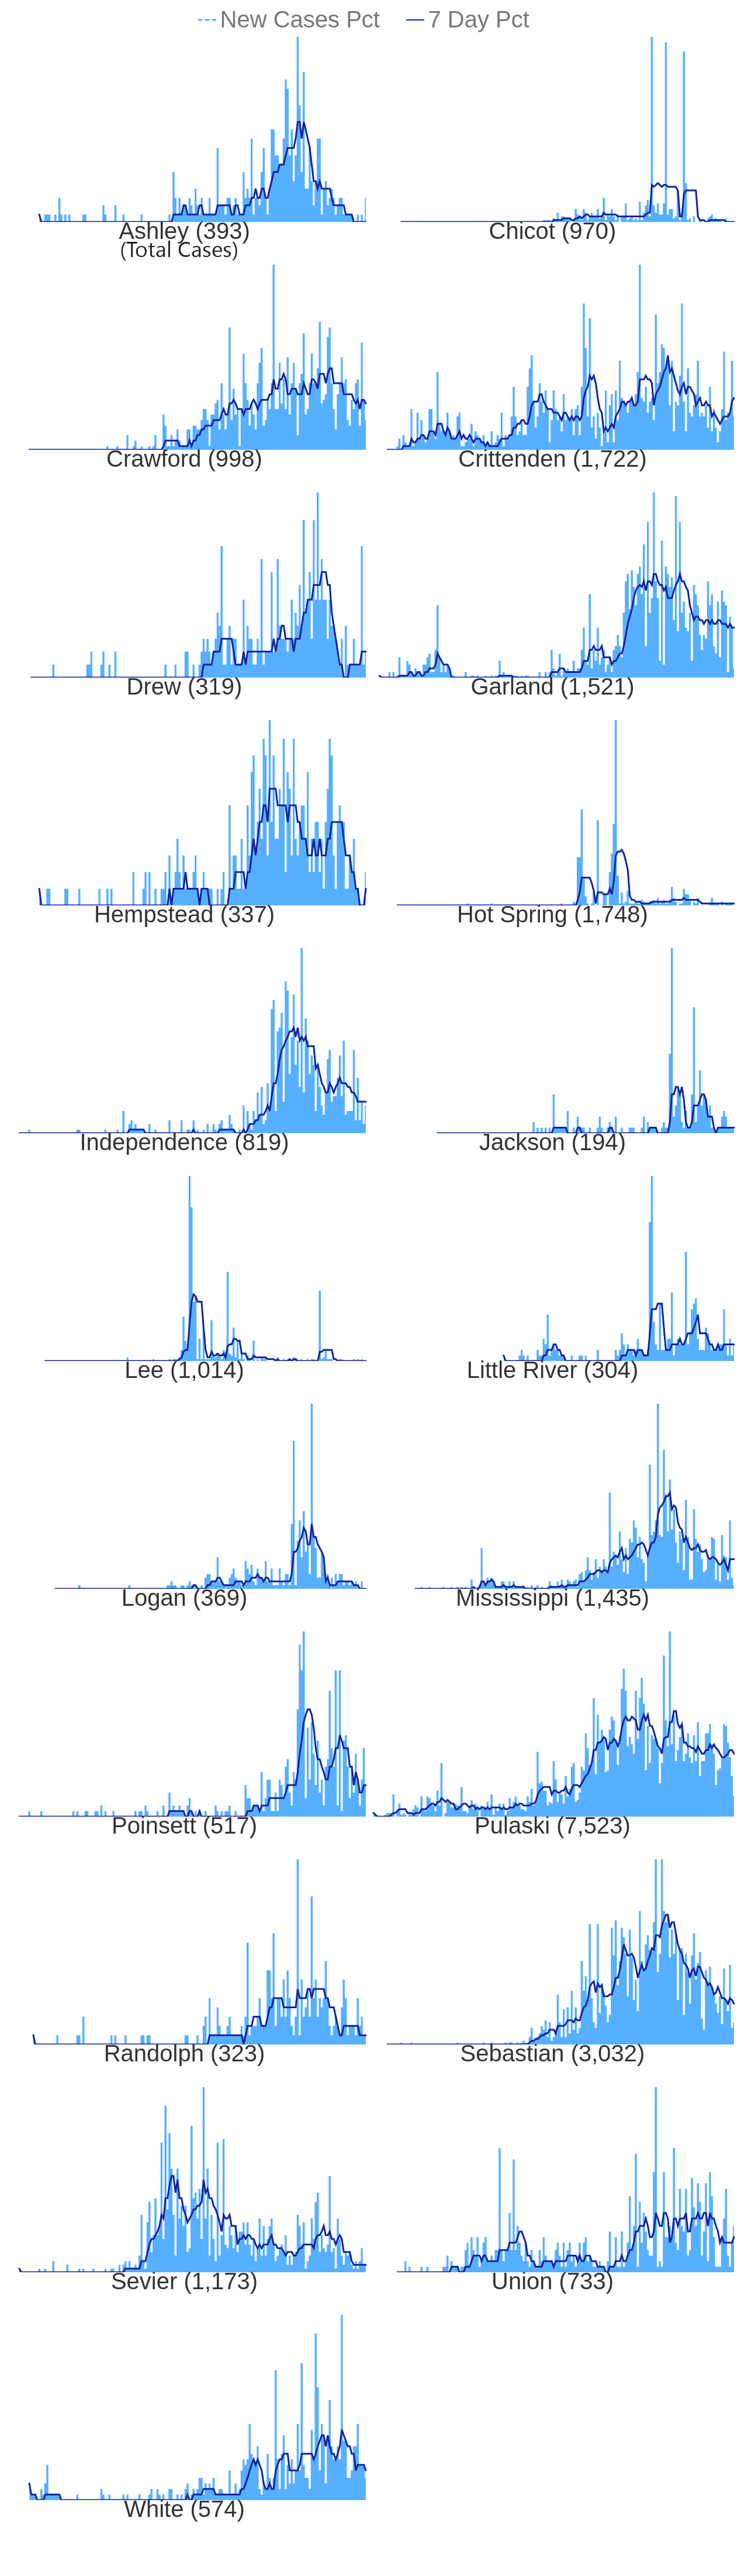 New Cases Pct 7 Day Pct
Ashley (393) Chicot (970)
(Total Cases)
Crawford (998) Crittenden (1,722)
Drew (319) Garland (1,521)
Hempstead (337) Hot Spring (1,748)
Independence (819) Jackson (194)
Lee (1,014) Little River (304)
Logan (369) Mississippi (1,435)
Poinsett (517) Pulaski (7,523)
Randolph (323) Sebastian (3,032)
Sevier (1,173) Union (733)
White (574)